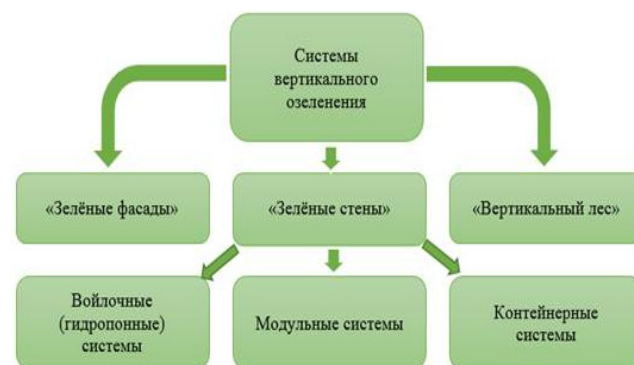 Системы
вертикального
озеленения
«Зелёные фасады»
«Зелёные стены»
«Вертикальный лес»
Войлочные
(гидропонные)
системы
Модульные системы
Контейнерные
системы